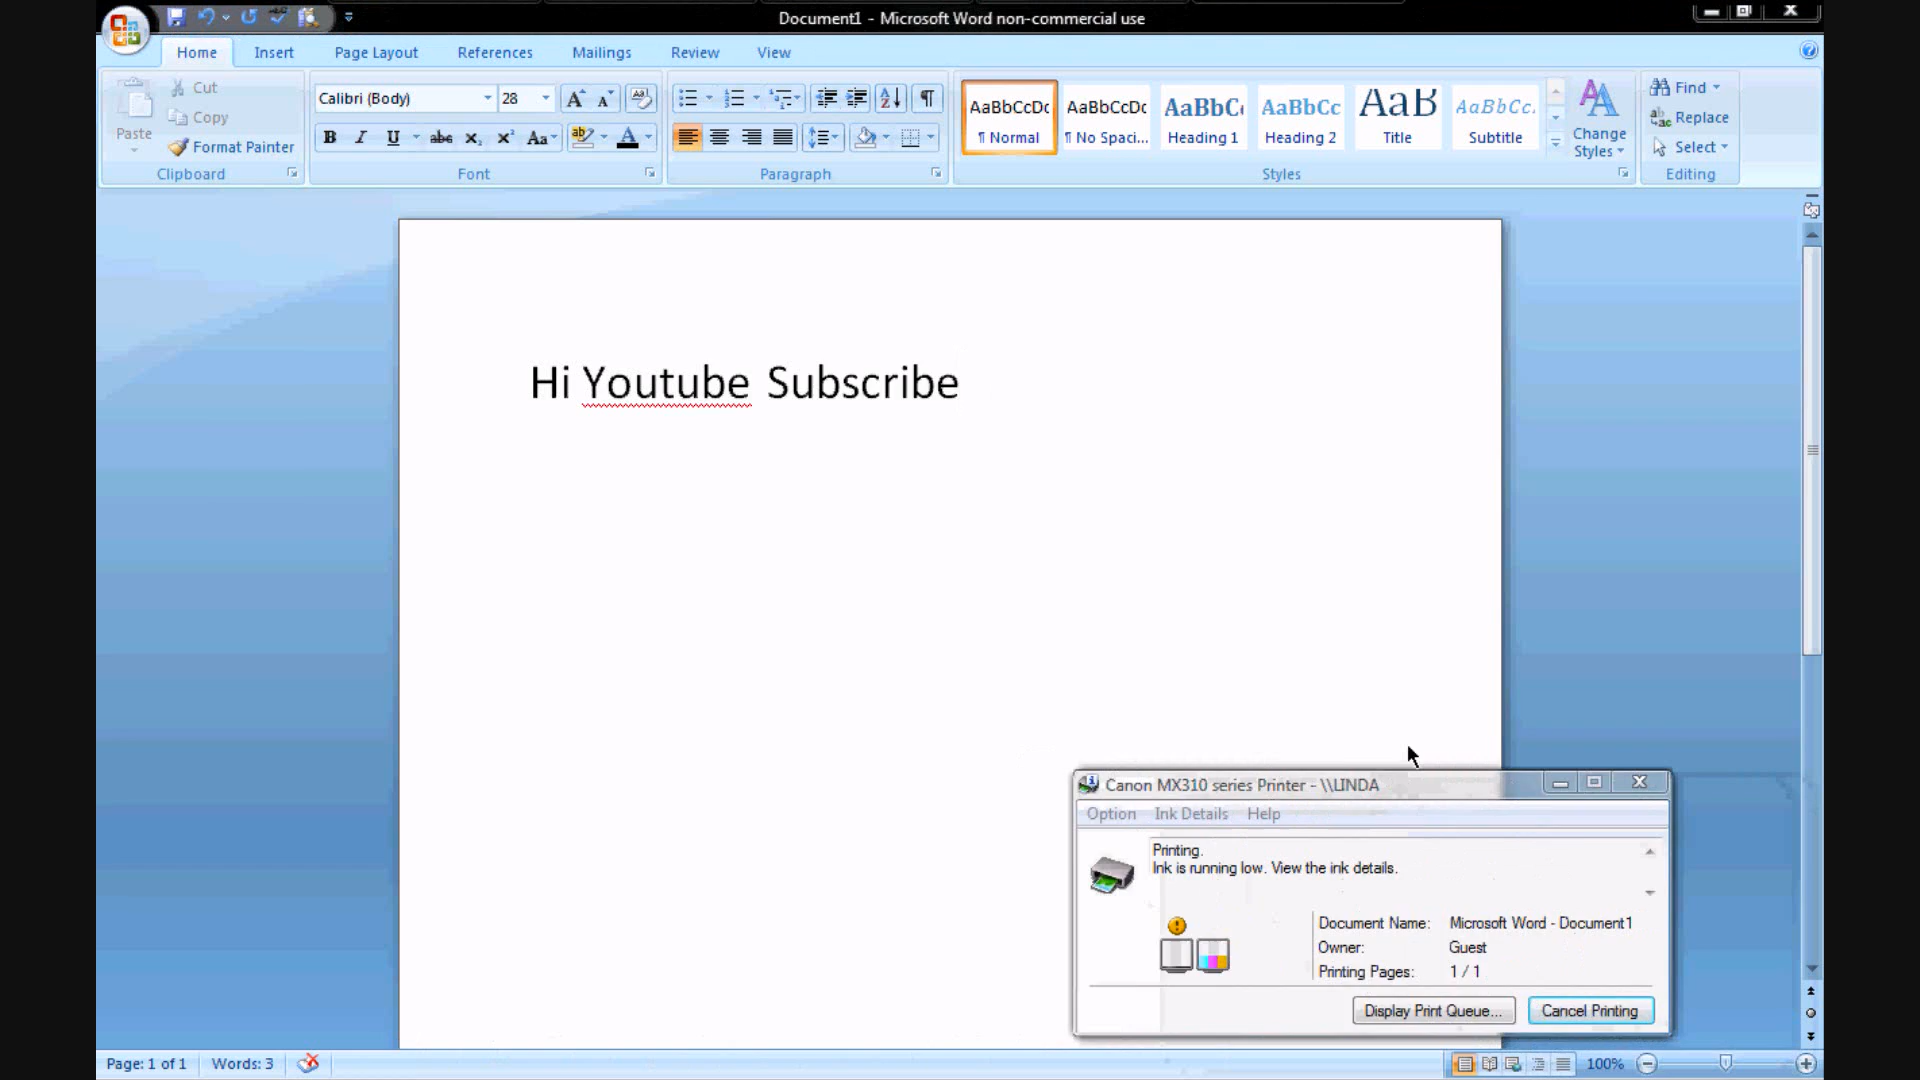 Document1 - Microsoft Word non-commercial use
Home Insert Page Layout References Mailings Review View
Paste
Cut
Copy
Format Painter
Clipboard
Calibri (Body) 28
Font
Paragraph
AaBbCcDc AaBbCcDc AaBbC AaBbCc AaB AaBbCc.
¶ Normal ¶ No Spaci... Heading 1 Heading 2 Title Subtitle
Change Styles
Styles
Find
Replace
Select
Editing
Hi Youtube Subscribe
Canon MX310 series Printer - \\LINDA
Option Ink Details Help
Printing.
Ink is running low. View the ink details.
Document Name: Microsoft Word - Document1
Owner: Guest
Printing Pages: 1 / 1
Display Print Queue... Cancel Printing
Page: 1 of 1 Words: 3 100%